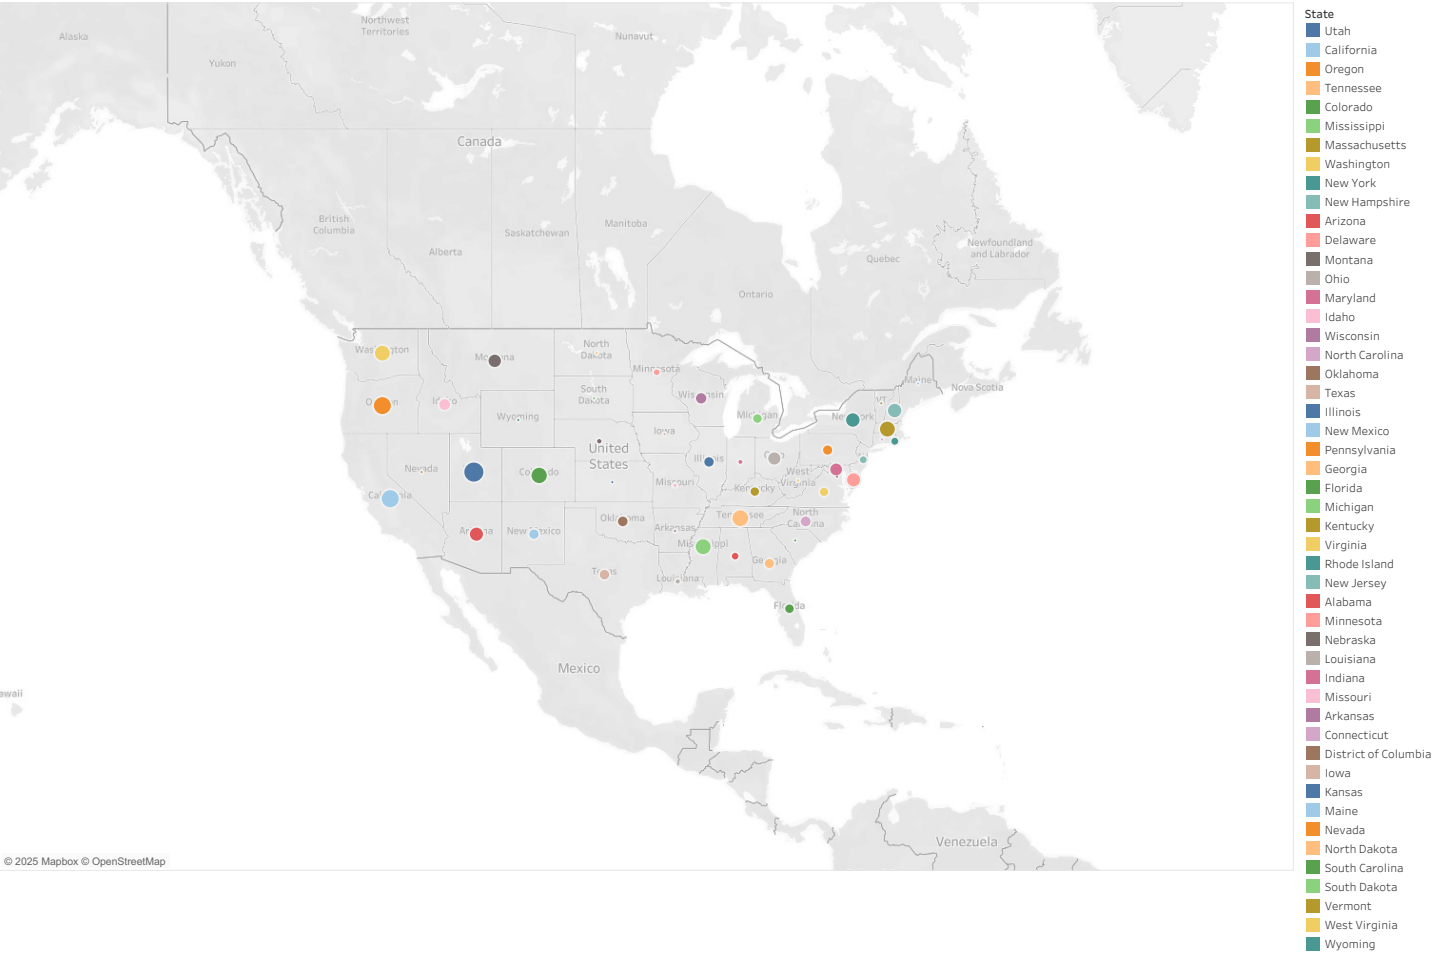 Alaska
Northwest
Territories
Nunavut
Yukon
Canada
British
Columbia
Alberta
Saskatchewan
Manitoba
Ontario
Quebec
Newfoundland
and Labrador
Nova Scotia
Maine
North
Dakota
South
Dakota
Wyoming
Nevada
Iowa
United
States
West
Virginia
North
Missouri
Arkansas
Louisiana
Minnesota
Michigan
Kentucky
Mexico
Venezuela
ewaii
© 2025 Mapbox © OpenStreetMap
State
Utah
California
Oregon
Tennessee
Colorado
Mississippi
Massachusetts
Washington
New York
New Hampshire
Arizona
Delaware
Montana
Ohio
Maryland
Idaho
Wisconsin
North Carolina
Oklahoma
Texas
Illinois
New Mexico
Pennsylvania
Georgia
Florida
Michigan
Kentucky
Virginia
Rhode Island
New Jersey
Alabama
Minnesota
Nebraska
Louisiana
Indiana
Missouri
Arkansas
Connecticut
District of Columbia
Iowa
Kansas
Maine
Nevada
North Dakota
South Carolina
South Dakota
Vermont
West Virginia
Wyoming